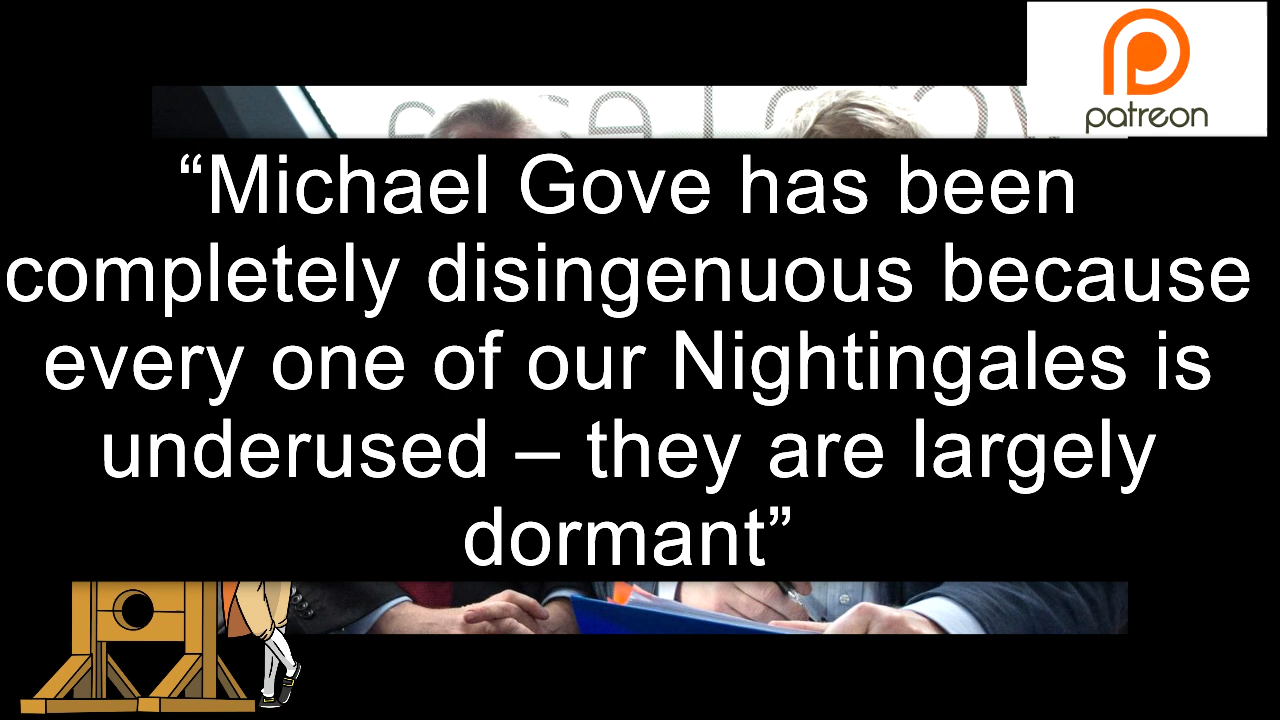 patreon
“Michael Gove has been
completely disingenuous because
every one of our Nightingales is
underused – they are largely
dormant”